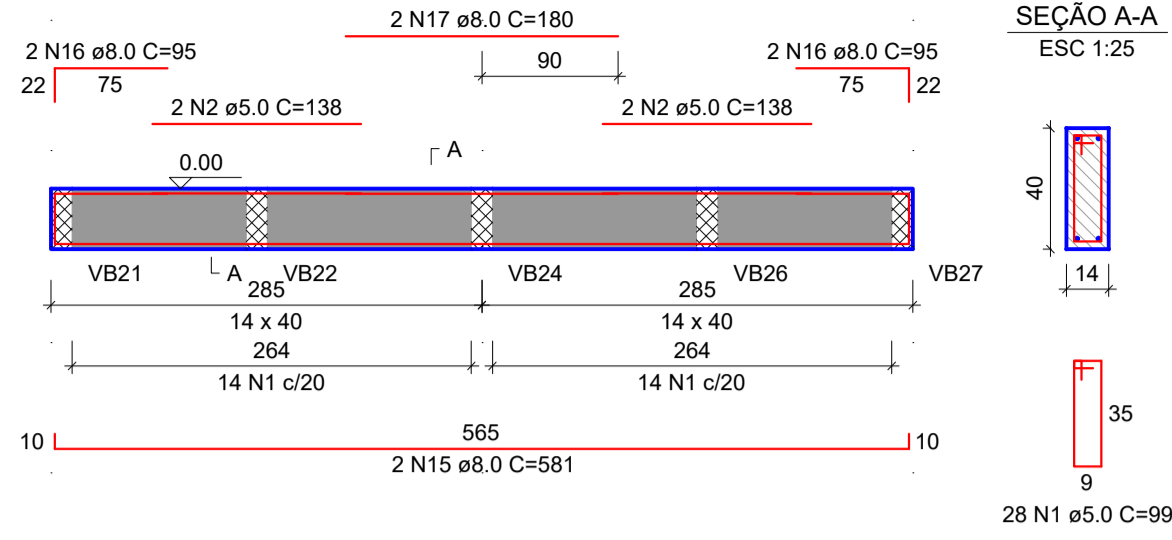 2 N17 ø8.0 C=180
SEÇÃO A-A
ESC 1:25
2 N16 ø8.0 C=95
90
2 N16 ø8.0 C=95
22
75
75
22
2 N2 ø5.0 C=138
2 N2 ø5.0 C=138
A
0.00
40
A
VB21
VB22
VB24
VB26
VB27
14
285
285
14 x 40
14 x 40
264
264
14 N1 c/20
14 N1 c/20
35
10
565
10
2 N15 ø8.0 C=581
9
28 N1 ø5.0 C=99